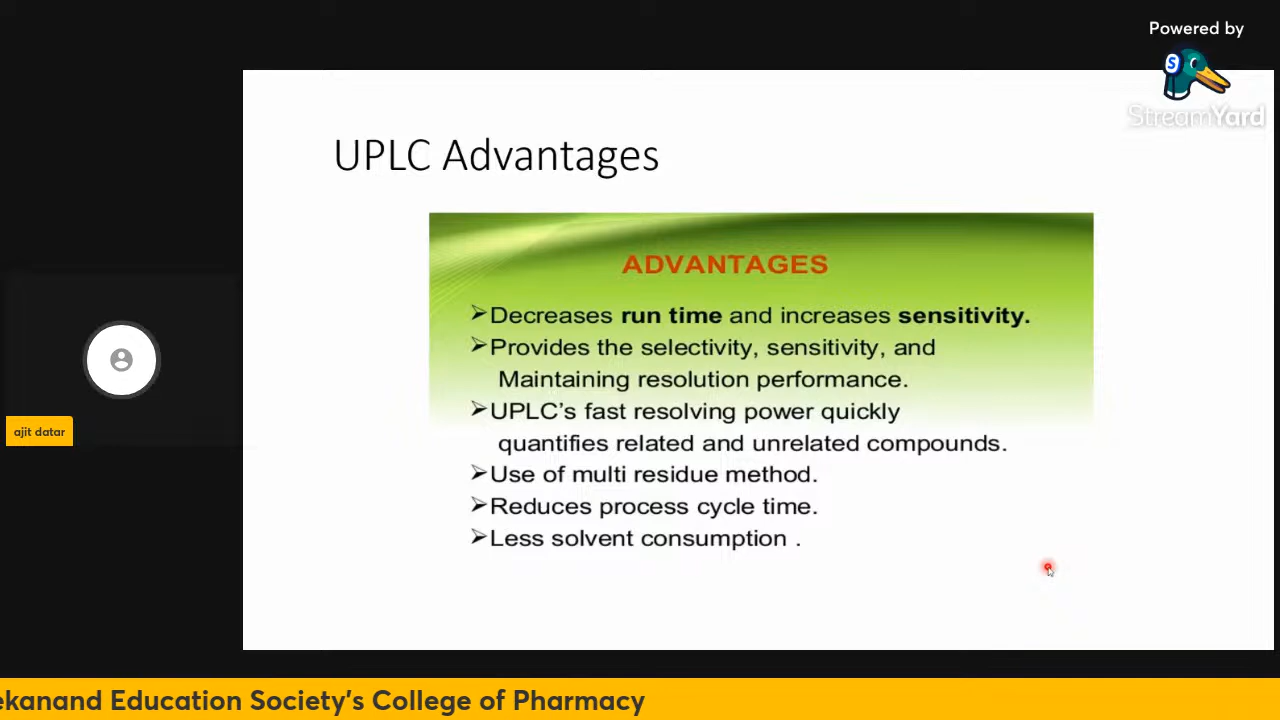 Powered by
StreamYard
UPLC Advantages
ADVANTAGES
➢Decreases run time and increases sensitivity.
➢Provides the selectivity, sensitivity, and
Maintaining resolution performance.
➢UPLC's fast resolving power quickly
quantifies related and unrelated compounds.
➢Use of multi residue method.
➢Reduces process cycle time.
➢Less solvent consumption .
ajit datar
ekanand Education Society's College of Pharmacy